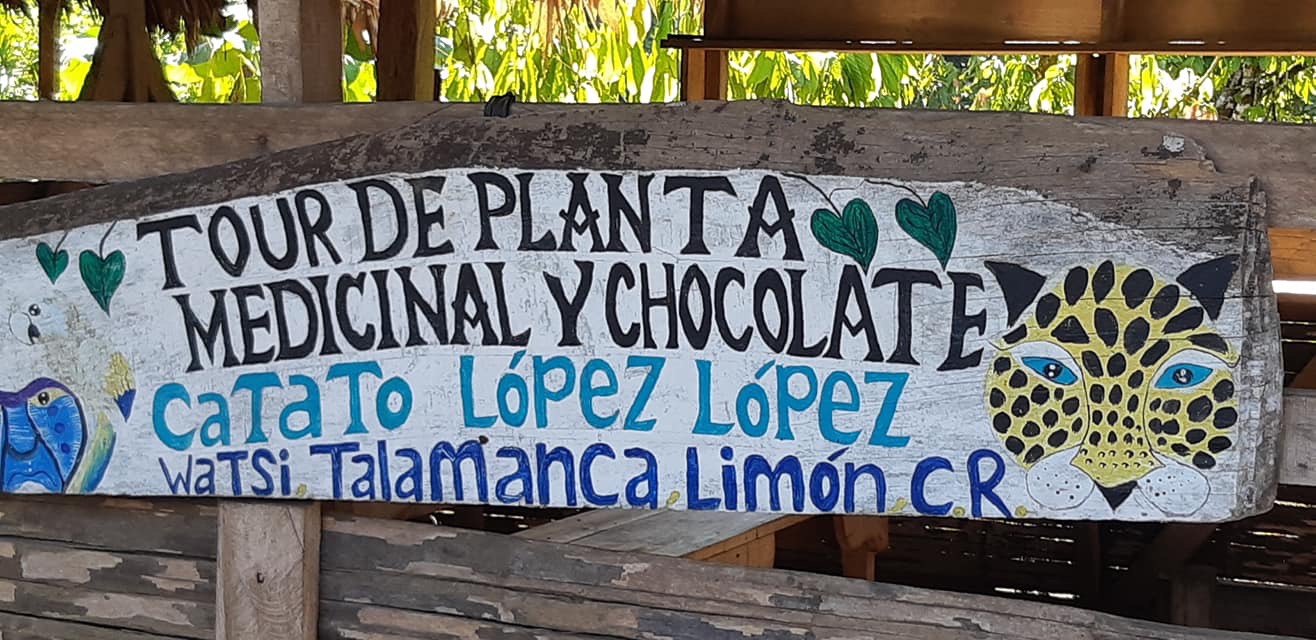 TOUR DE PLANTA
MEDICINAL Y CHOCOLATE
CaTaTo López López
WaTSi, Talamanca, Limón, C.R.